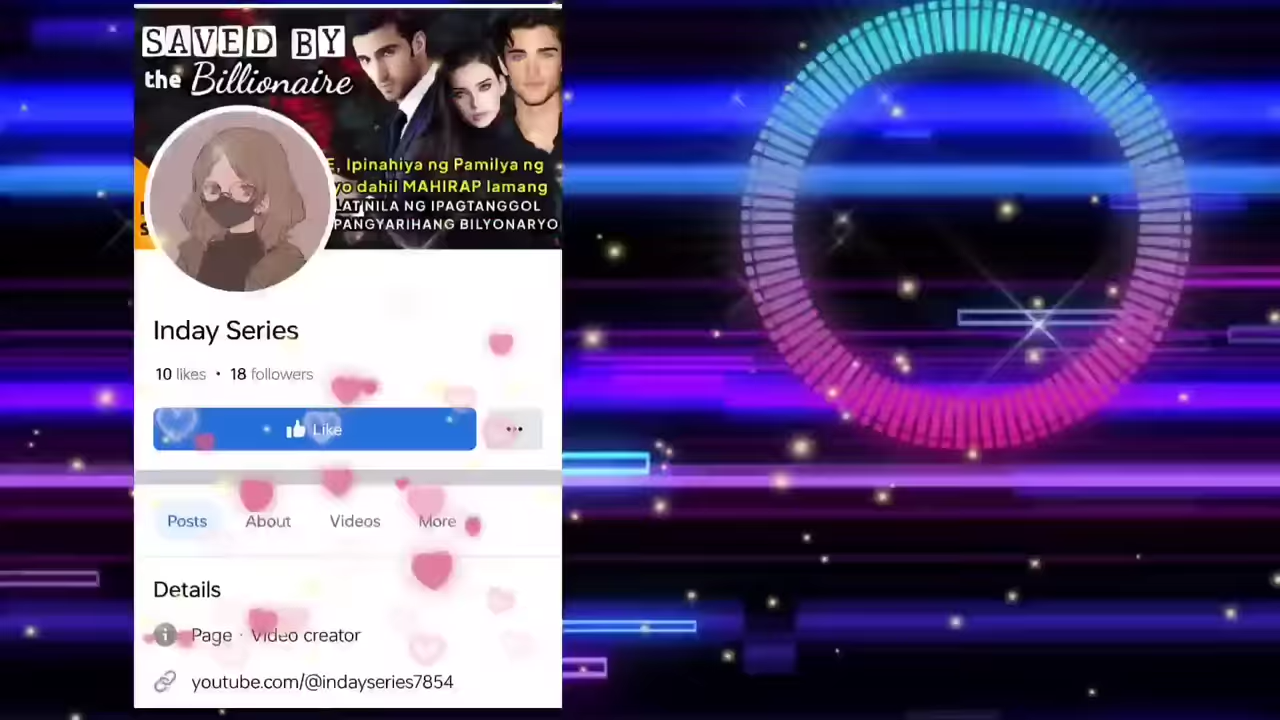 SAVED BY
the Billionaire
E, Ipinahiya ng Pamilya ng
yo dahil MAHIRAP lamang
NILA NG IPAGTANGGOL
PANGYARIHANG BILYONARYO
Inday Series
10 likes • 18 followers
Like
Posts About Videos More
Details
Page · Video creator
youtube.com/@indayseries7854